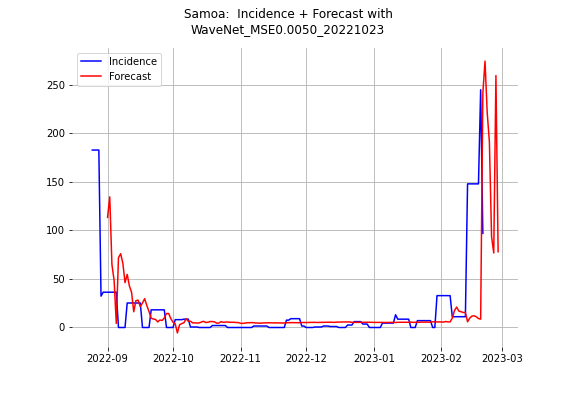 Samoa:  Incidence + Forecast with
WaveNet_MSE0.0050_20221023
Incidence
Forecast
250
200
150
100
50
0
2022-09 2022-10 2022-11 2022-12 2023-01 2023-02 2023-03